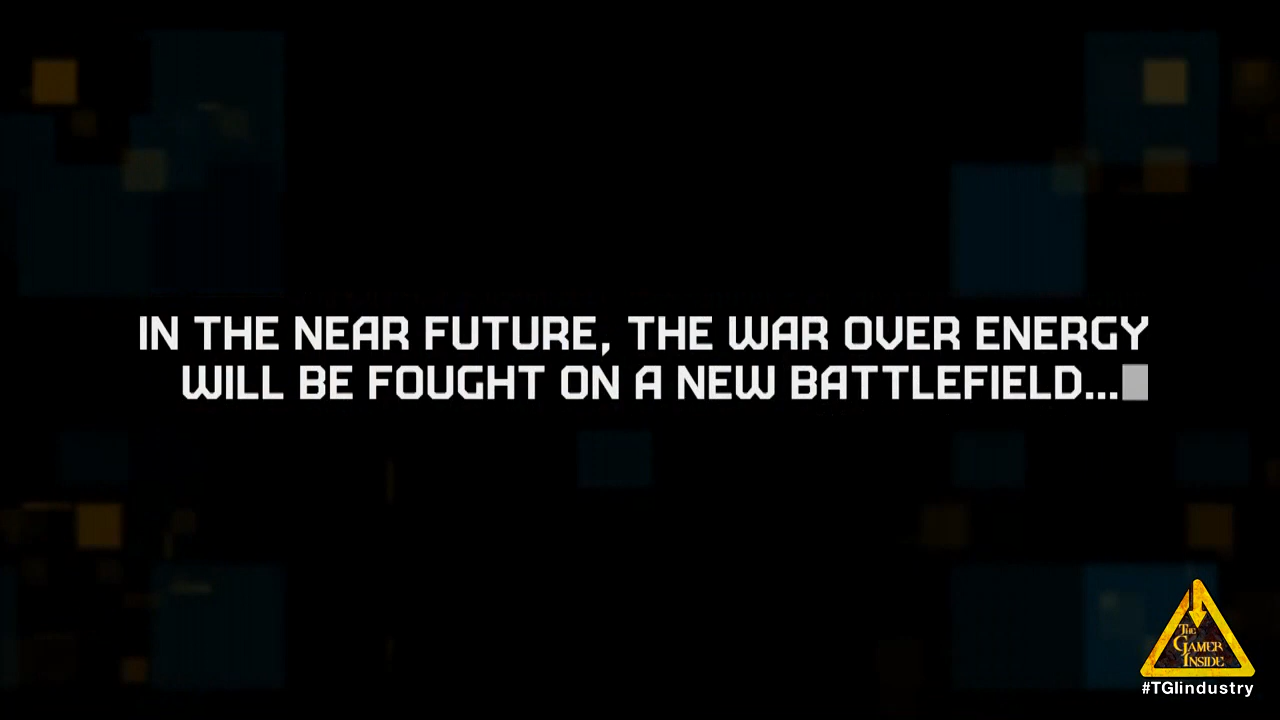 IN THE NEAR FUTURE, THE WAR OVER ENERGY
WILL BE FOUGHT ON A NEW BATTLEFIELD...
THE
GAMER
INSIDE
#TGIindustry